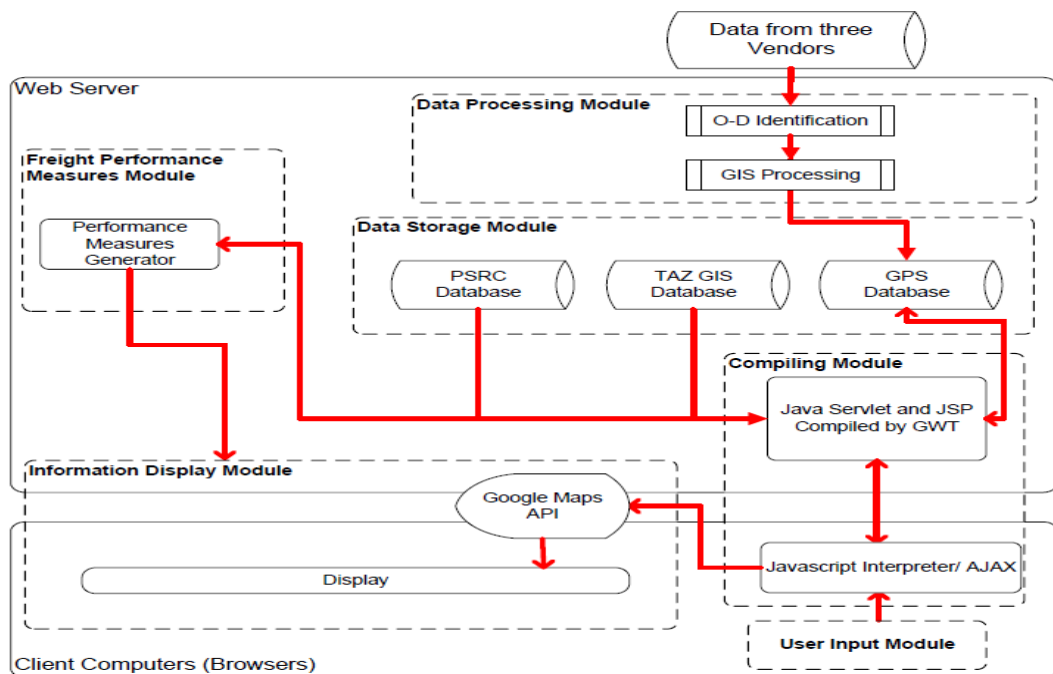 Data from three
Vendors
Web Server
Data Processing Module
O-D Identification
GIS Processing
Freight Performance
Measures Module
Performance
Measures
Generator
Data Storage Module
PSRC
Database
TAZ GIS
Database
GPS
Database
Compiling Module
Java Servlet and JSP
Compiled by GWT
Information Display Module
Google Maps
API
Display
Javascript Interpreter/ AJAX
User Input Module
Client Computers (Browsers)